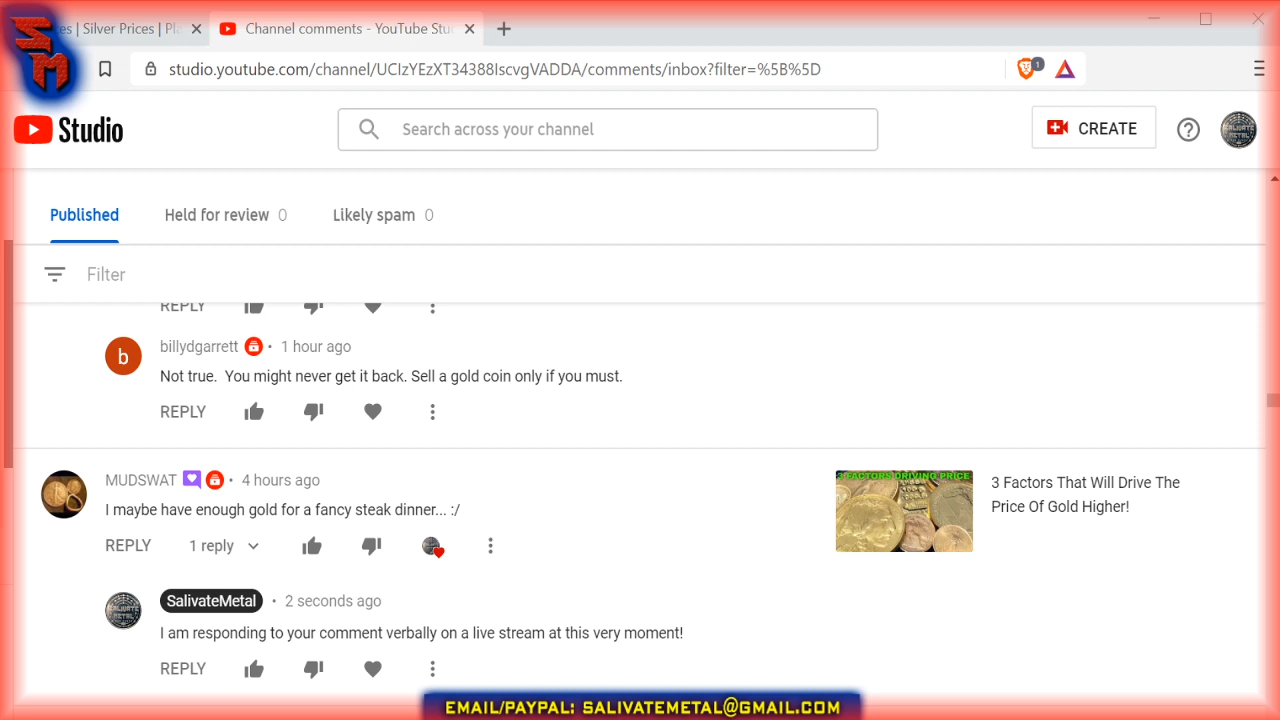 SM
es | Silver Prices | Pla
Channel comments - YouTube Stud
studio.youtube.com/channel/UCIzYEzXT34388IscvgVADDA/comments/inbox?filter=%5B%5D
1
Studio
Search across your channel
CREATE
Published
Held for review 0
Likely spam 0
Filter
REPLY
b
billydgarrett • 1 hour ago
Not true. You might never get it back. Sell a gold coin only if you must.
REPLY
MUDSWAT • 4 hours ago
I maybe have enough gold for a fancy steak dinner... :/
REPLY 1 reply
3 FACTORS DRIVING PRICE
3 Factors That Will Drive The
Price Of Gold Higher!
SALIVATE
METAL
SalivateMetal • 2 seconds ago
I am responding to your comment verbally on a live stream at this very moment!
REPLY
EMAIL/PAYPAL: SALIVATEMETAL@GMAIL.COM